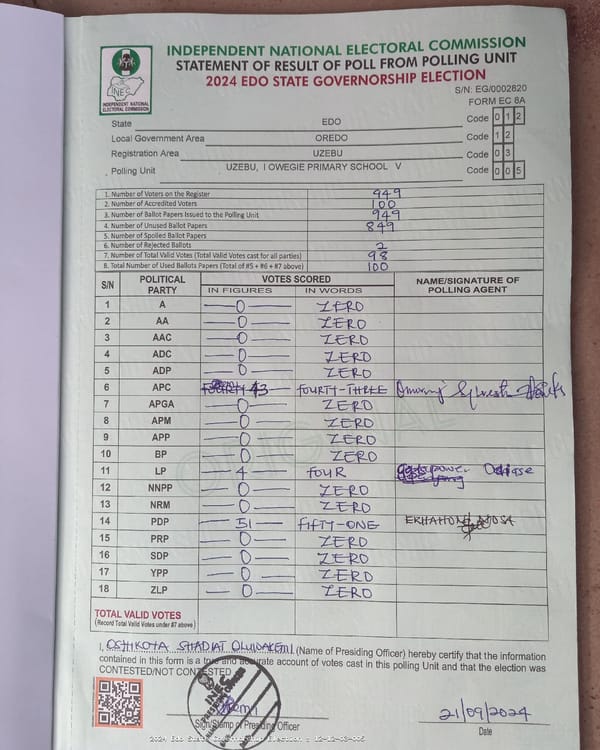 INDEPENDENT NATIONAL ELECTORAL COMMISSION
STATEMENT OF RESULT OF POLL FROM POLLING UNIT
2024 EDO STATE GOVERNORSHIP ELECTION
INEC
INDEPENDENT NATIONAL
ELECTORAL COMMISSION
S/N: EG/0002820
FORM EC 8A
State EDO Code 0 1 2
Local Government Area OREDO Code 1 2
Registration Area UZEBU Code 0 3
Polling Unit UZEBU, I OWEGIE PRIMARY SCHOOL V Code 0 0 5
1. Number of Voters on the Register 949
2. Number of Accredited Voters 100
3. Number of Ballot Papers Issued to the Polling Unit 949
4. Number of Unused Ballot Papers 849
5. Number of Spoiled Ballot Papers
6. Number of Rejected Ballots 2
7. Number of Total Valid Votes (Total Valid Votes cast for all parties) 98
8. Total Number of Used Ballots Papers (Total of #5 + #6 + #7 above) 100
S/N POLITICAL PARTY VOTES SCORED NAME/SIGNATURE OF POLLING AGENT
IN FIGURES IN WORDS
1 A 0 ZERO
2 AA 0 ZERO
3 AAC 0 ZERO
4 ADC 0 ZERO
5 ADP 0 ZERO
6 APC 43 FOURTY-THREE
7 APGA 0 ZERO
8 APM 0 ZERO
9 APP 0 ZERO
10 BP 0 ZERO
11 LP 4 FOUR Godspower
12 NNPP 0 ZERO
13 NRM 0 ZERO
14 PDP 51 FIFTY-ONE
15 PRP 0 ZERO
16 SDP 0 ZERO
17 YPP 0 ZERO
18 ZLP 0 ZERO
TOTAL VALID VOTES
(Record Total Valid Votes under #7 above)
I, OSHIKOYA SHADIAT OLUWAKEMI (Name of Presiding Officer) hereby certify that the information
contained in this form is a true and accurate account of votes cast in this polling Unit and that the election was
CONTESTED/NOT CONTESTED
Sign/Stamp of Presiding Officer
21/09/2024
Date
2024 Edo State Governorship Election : 12-12-03-005